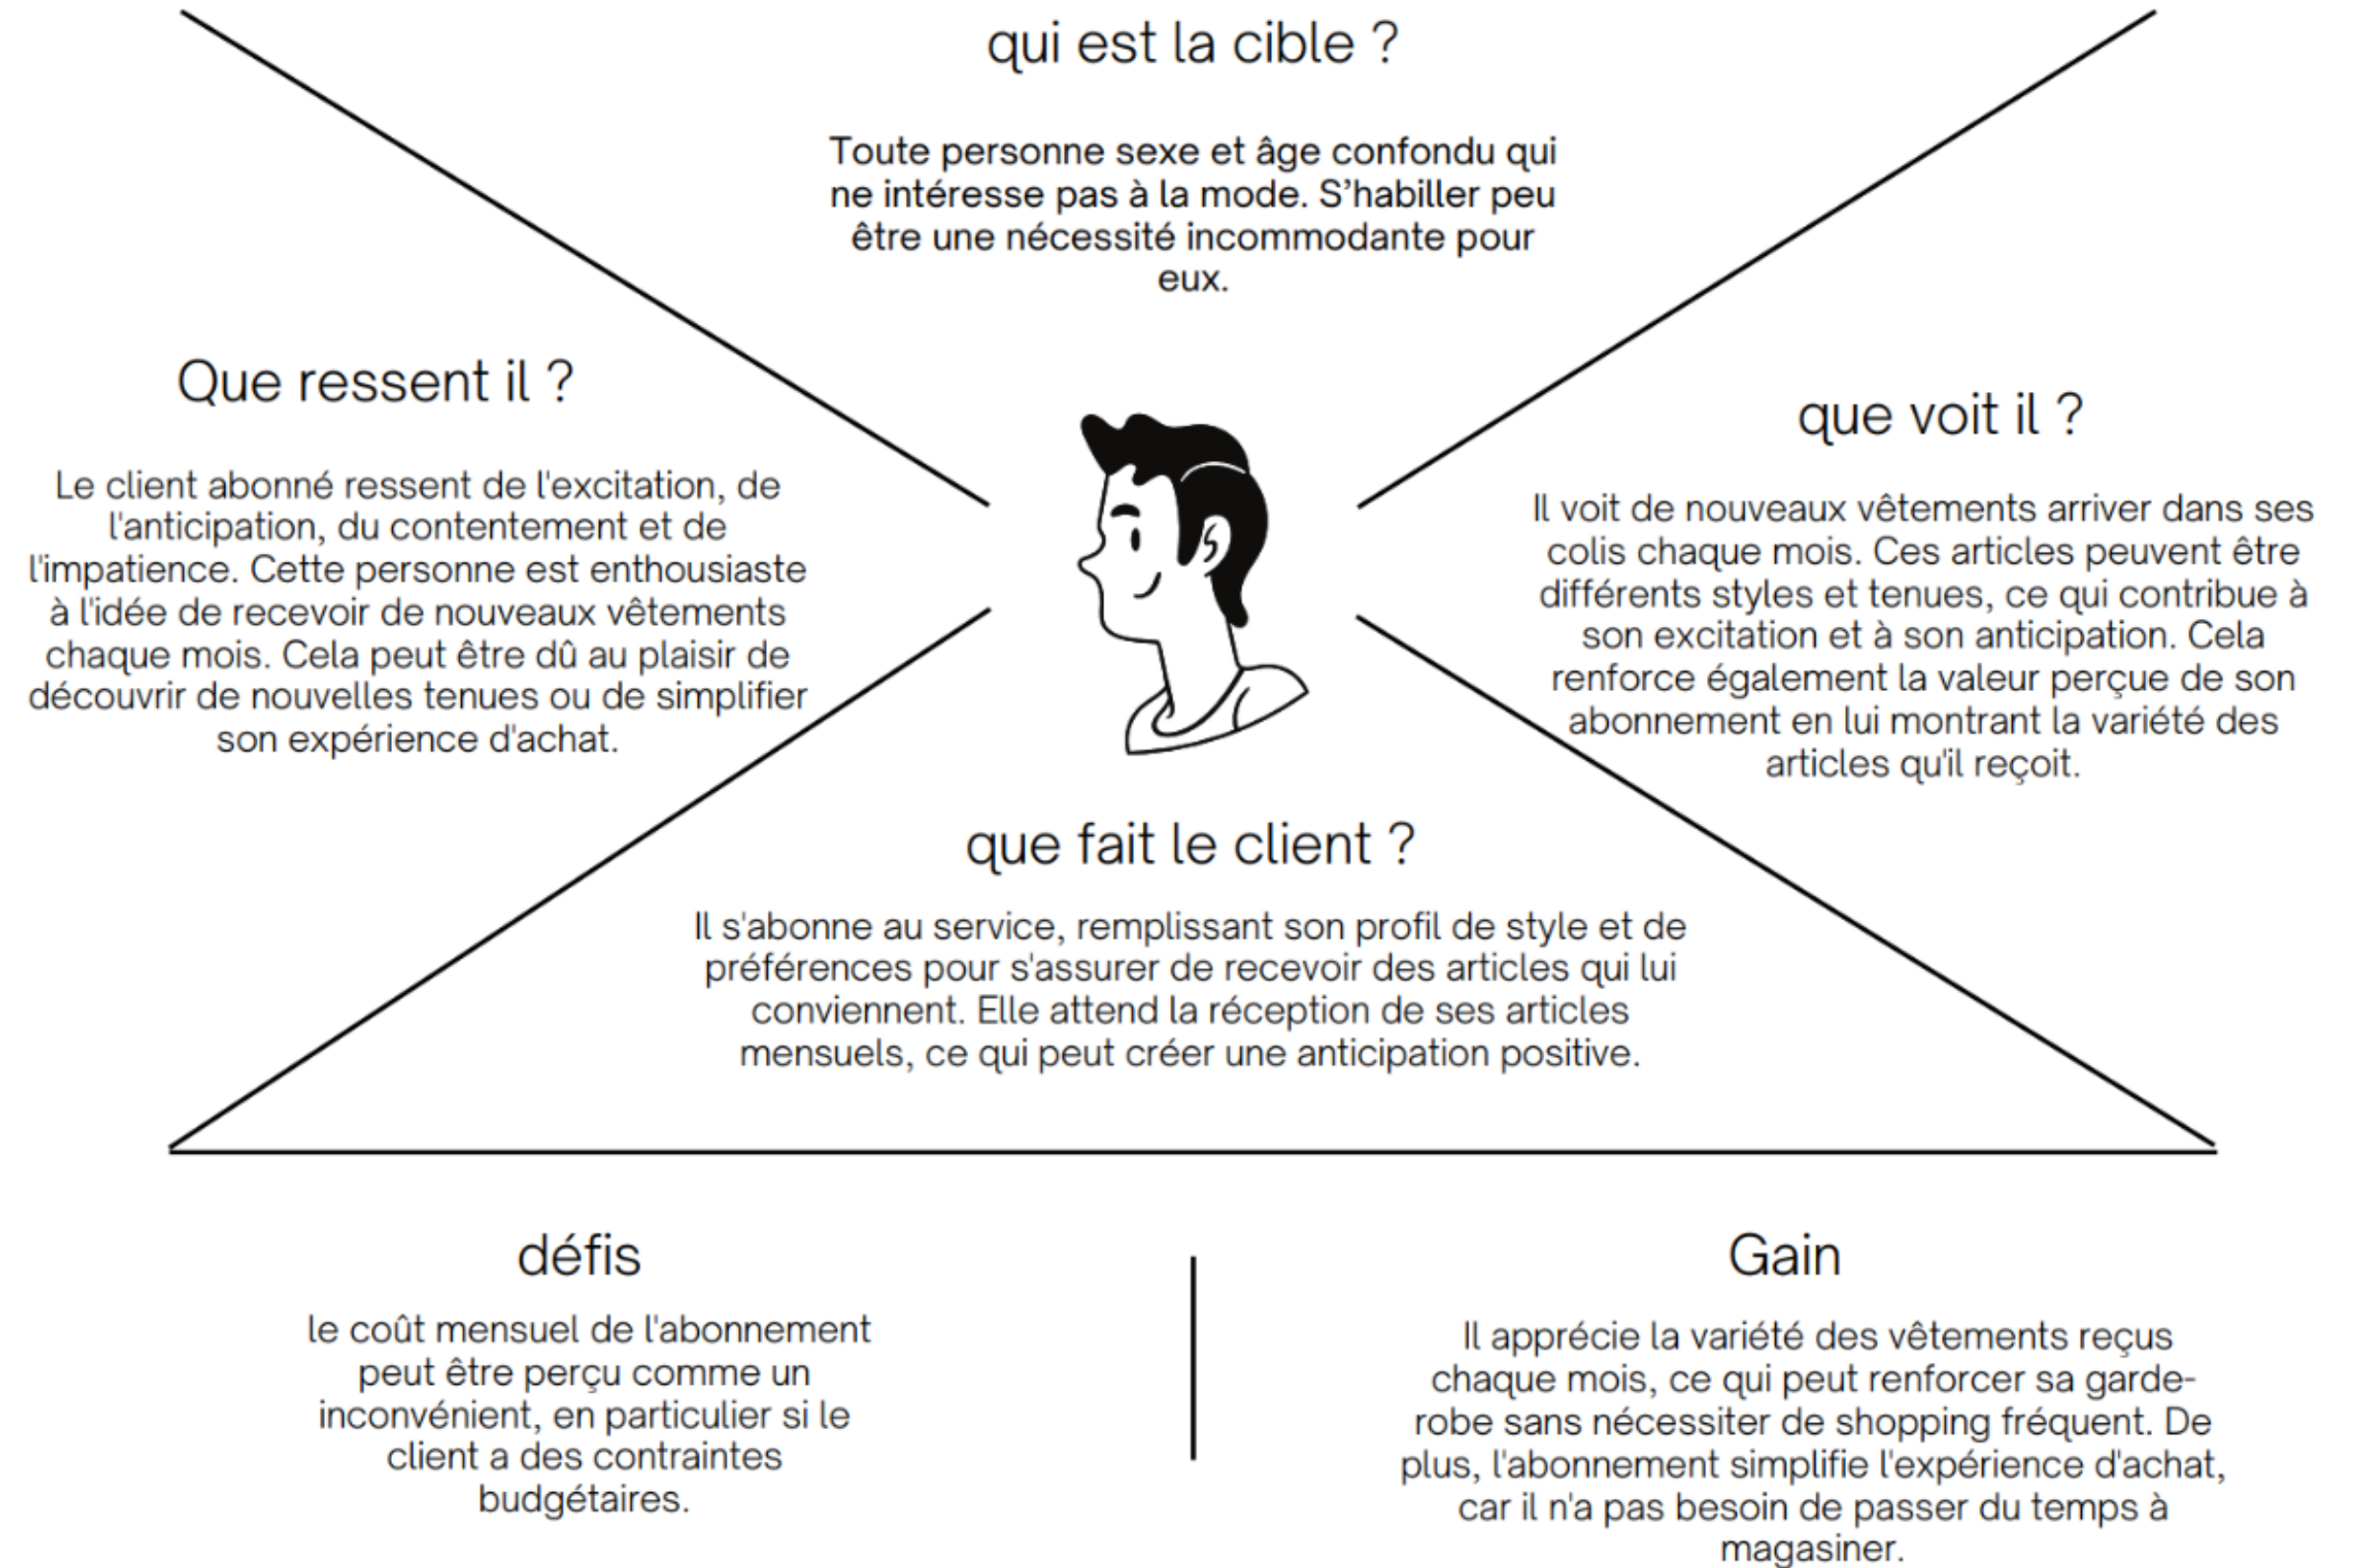 qui est la cible ?
Toute personne sexe et âge confondu qui
ne intéresse pas à la mode. S’habiller peu
être une nécessité incommodante pour
eux.
Que ressent il ?
Le client abonné ressent de l'excitation, de
l'anticipation, du contentement et de
l'impatience. Cette personne est enthousiaste
à l'idée de recevoir de nouveaux vêtements
chaque mois. Cela peut être dû au plaisir de
découvrir de nouvelles tenues ou de simplifier
son expérience d'achat.
que voit il ?
Il voit de nouveaux vêtements arriver dans ses
colis chaque mois. Ces articles peuvent être
différents styles et tenues, ce qui contribue à
son excitation et à son anticipation. Cela
renforce également la valeur perçue de son
abonnement en lui montrant la variété des
articles qu'il reçoit.
que fait le client ?
Il s'abonne au service, remplissant son profil de style et de
préférences pour s'assurer de recevoir des articles qui lui
conviennent. Elle attend la réception de ses articles
mensuels, ce qui peut créer une anticipation positive.
défis
le coût mensuel de l'abonnement
peut être perçu comme un
inconvénient, en particulier si le
client a des contraintes
budgétaires.
Gain
Il apprécie la variété des vêtements reçus
chaque mois, ce qui peut renforcer sa garde-
robe sans nécessiter de shopping fréquent. De
plus, l'abonnement simplifie l'expérience d'achat,
car il n'a pas besoin de passer du temps à
magasiner.